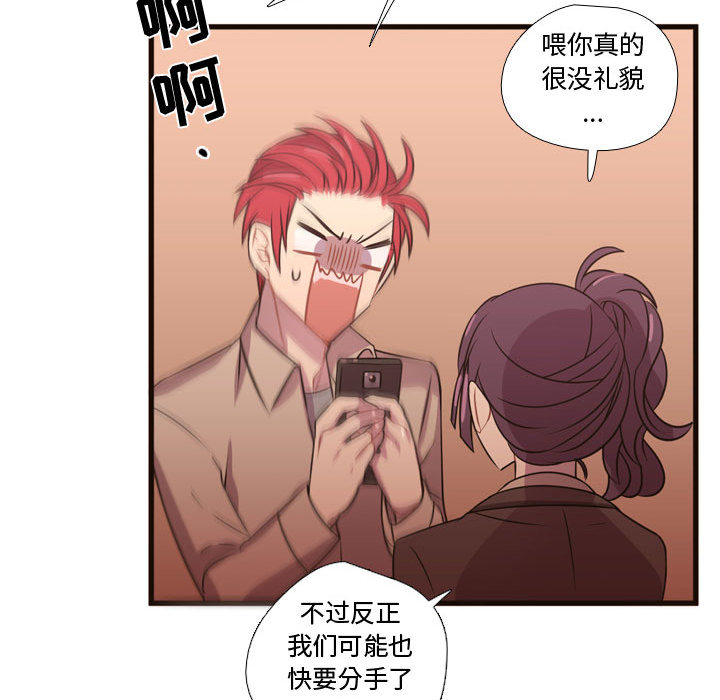 啊
啊
.
喂你真的
很没礼貌
...
不过反正
我们可能也
快要分手了